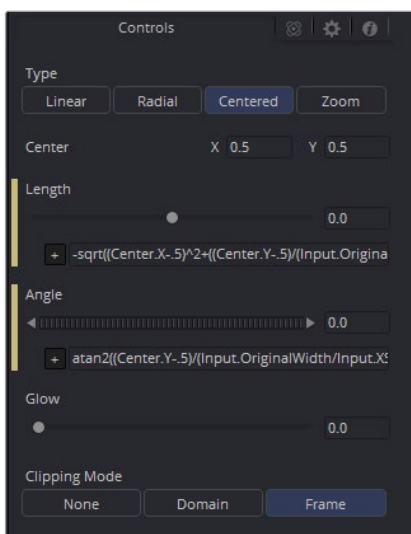 Controls
Type
Linear Radial Centered Zoom
Center X 0.5 Y 0.5
Length
0.0
+ -sqrt((Center.X-.5)^2+((Center.Y-.5)/(Input.Origina
Angle
0.0
+ atan2((Center.Y-.5)/(Input.OriginalWidth/Input.XS
Glow
0.0
Clipping Mode
None Domain Frame